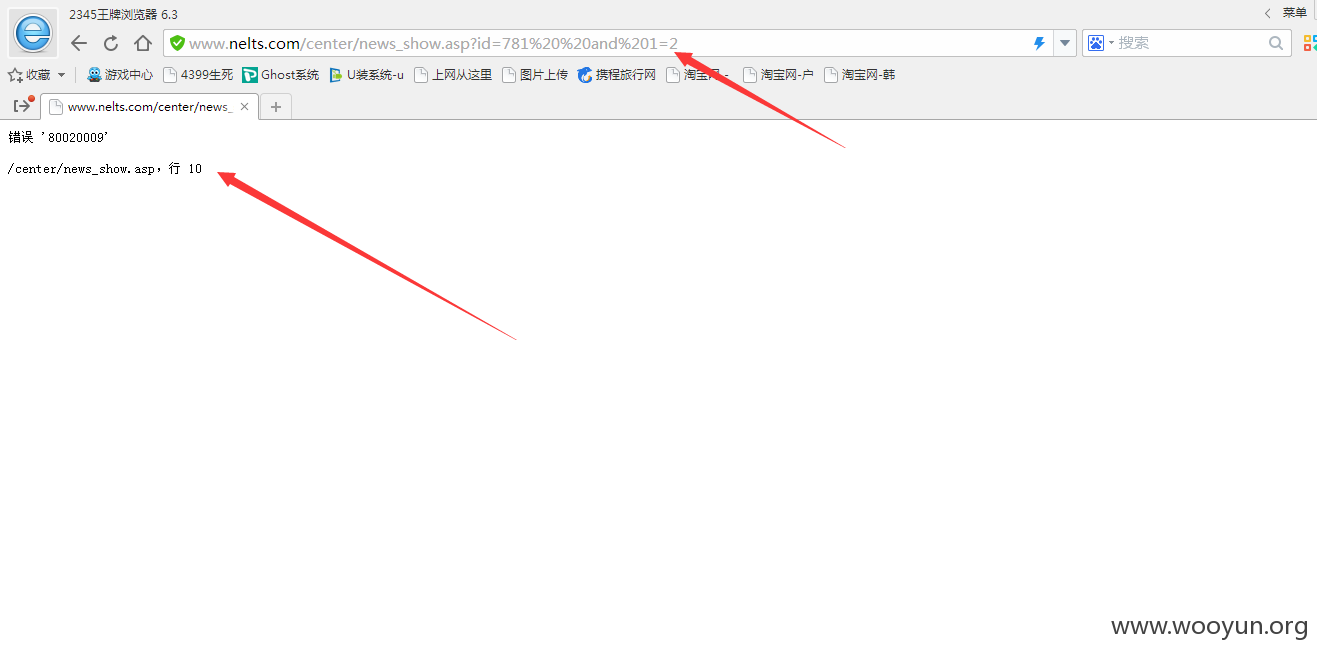 2345王牌浏览器 6.3
菜单
www.nelts.com/center/news_show.asp?id=781%20%20and%201=2
搜索
收藏 游戏中心 4399生死 Ghost系统 U装系统-u 上网从这里 图片上传 携程旅行网 淘宝网 - 淘宝网-户 淘宝网-韩
www.nelts.com/center/news_
错误 '80020009'
/center/news_show.asp，行 10
www.wooyun.org